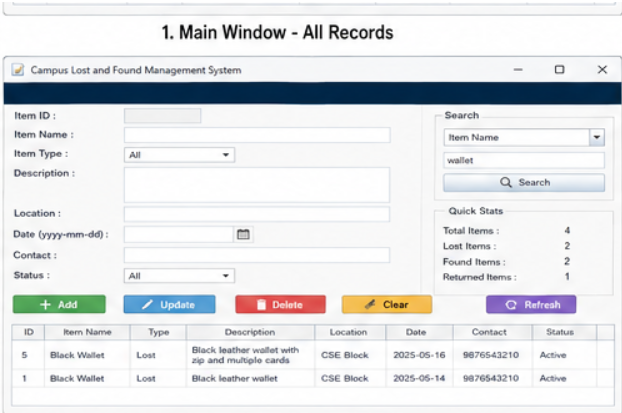 1. Main Window - All Records
Campus Lost and Found Management System
Item ID :
Item Name :
Item Type : All
Description :
Location :
Date (yyyy-mm-dd) :
Contact :
Status : All
Search
Item Name
wallet
Search
Quick Stats
Total Items : 4
Lost Items : 2
Found Items : 2
Returned Items : 1
+ Add Update Delete Clear Refresh
ID Item Name Type Description Location Date Contact Status
5 Black Wallet Lost Black leather wallet with zip and multiple cards CSE Block 2025-05-16 9876543210 Active
1 Black Wallet Lost Black leather wallet CSE Block 2025-05-14 9876543210 Active